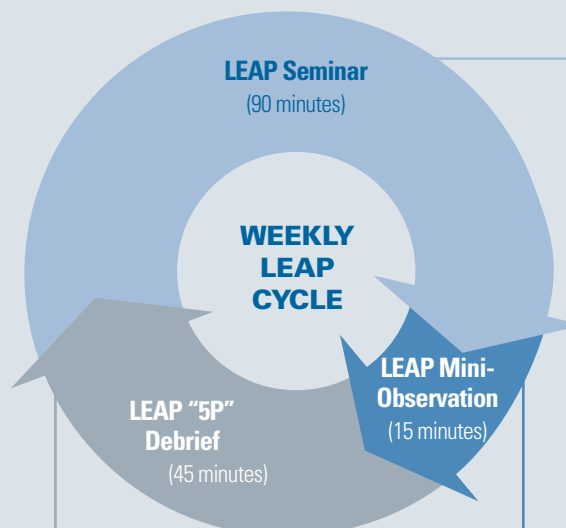 LEAP Seminar
(90 minutes)
WEEKLY
LEAP
CYCLE
LEAP Mini-
Observation
(15 minutes)
LEAP “5P”
Debrief
(45 minutes)